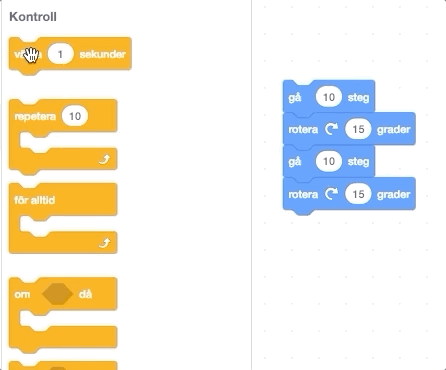 Kontroll
1 sekunder
repetera 10
för alltid
om då
gå 10 steg
rotera 15 grader
gå 10 steg
rotera 15 grader